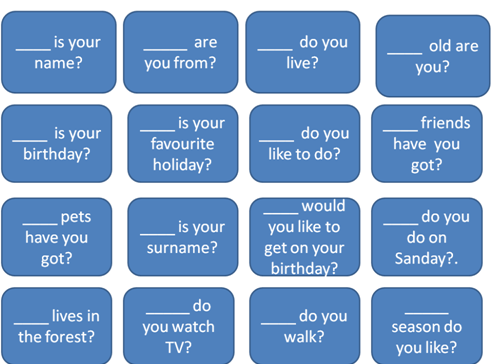 ____ is your
name?
_____ are
you from?
____ do you
live?
____ old are
you?
____ is your
birthday?
____ is your
favourite
holiday?
____ do you
like to do?
____ friends
have you
got?
____ pets
have you
got?
____ is your
surname?
____ would
you like to
get on your
birthday?
____ do you
do on
Sanday?.
____ lives in
the forest?
_____ do
you watch
TV?
____ do you
walk?
_____
season do
you like?